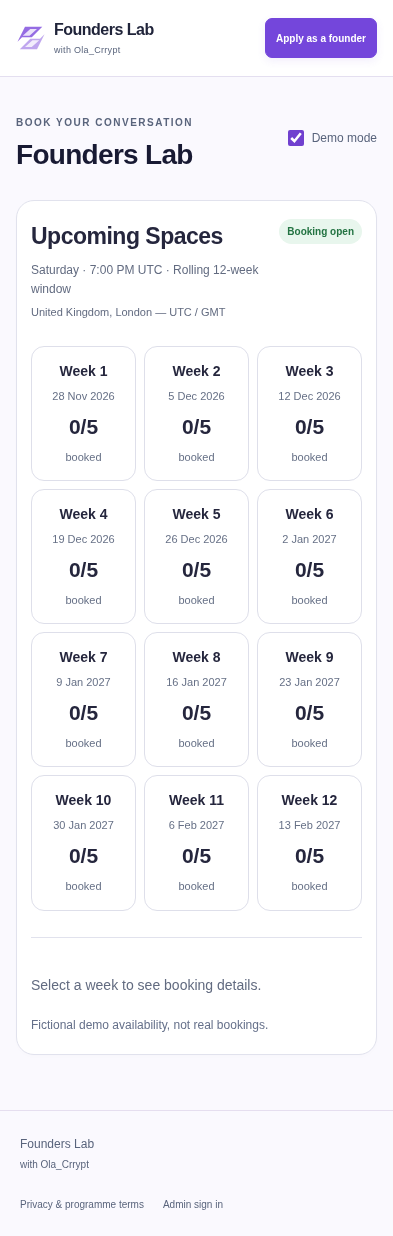 Founders Lab
with Ola_Crrypt
Apply as a founder
BOOK YOUR CONVERSATION
Founders Lab
Demo mode
Upcoming Spaces
Booking open
Saturday · 7:00 PM UTC · Rolling 12-week
window
United Kingdom, London — UTC / GMT
Week 1
28 Nov 2026
0/5
booked
Week 2
5 Dec 2026
0/5
booked
Week 3
12 Dec 2026
0/5
booked
Week 4
19 Dec 2026
0/5
booked
Week 5
26 Dec 2026
0/5
booked
Week 6
2 Jan 2027
0/5
booked
Week 7
9 Jan 2027
0/5
booked
Week 8
16 Jan 2027
0/5
booked
Week 9
23 Jan 2027
0/5
booked
Week 10
30 Jan 2027
0/5
booked
Week 11
6 Feb 2027
0/5
booked
Week 12
13 Feb 2027
0/5
booked
Select a week to see booking details.
Fictional demo availability, not real bookings.
Founders Lab
with Ola_Crrypt
Privacy & programme terms
Admin sign in